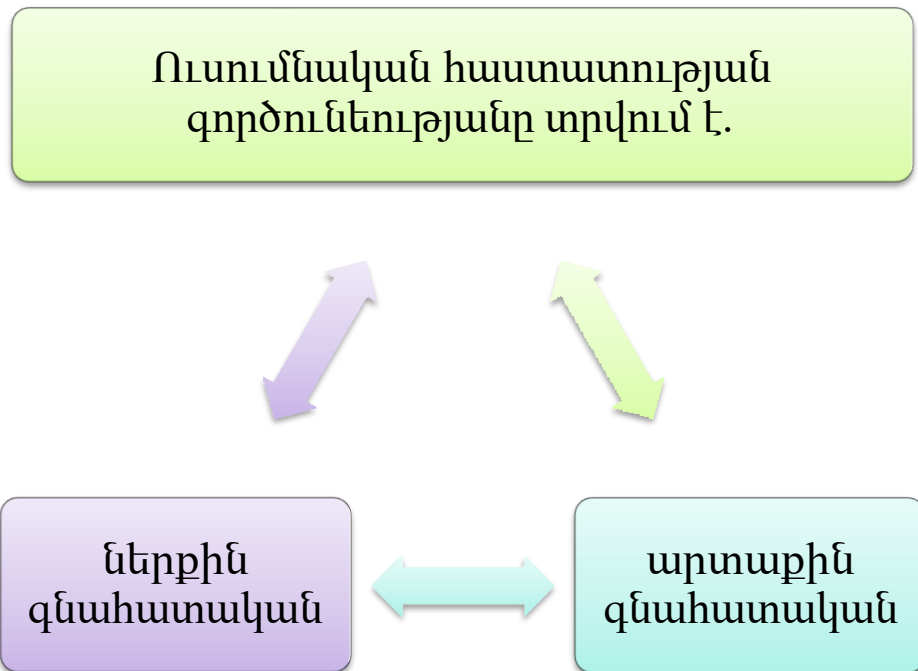 Ուսումնական հաստատության
գործունեությանը տրվում է.
ներքին
գնահատական
արտաքին
գնահատական